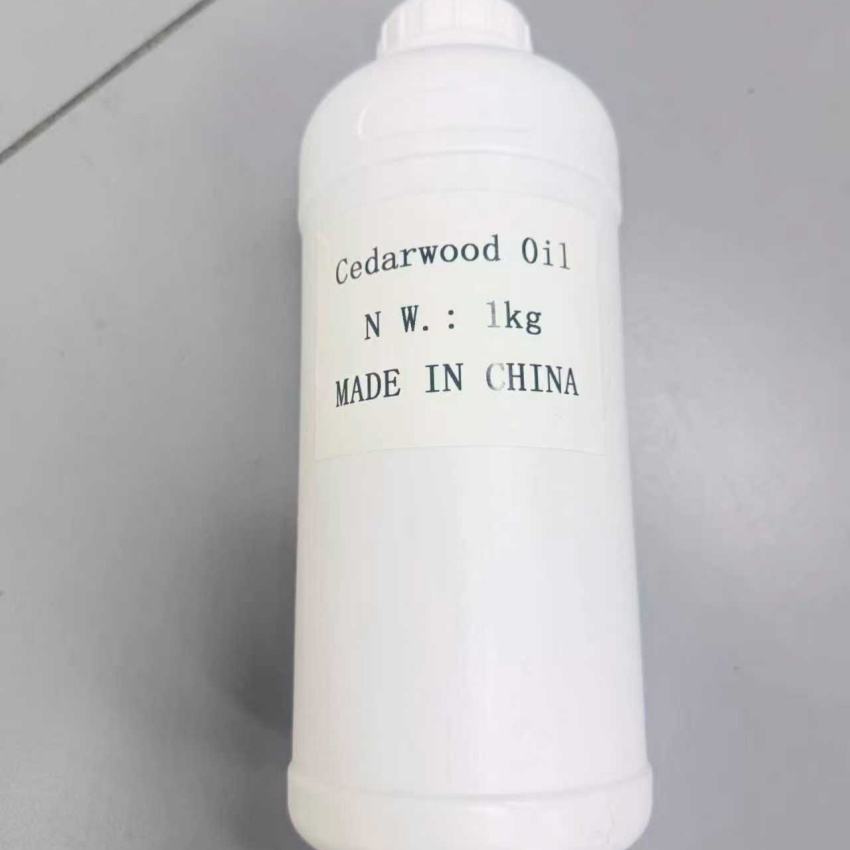 Cedarwood Oil
N W.: 1kg
MADE IN CHINA